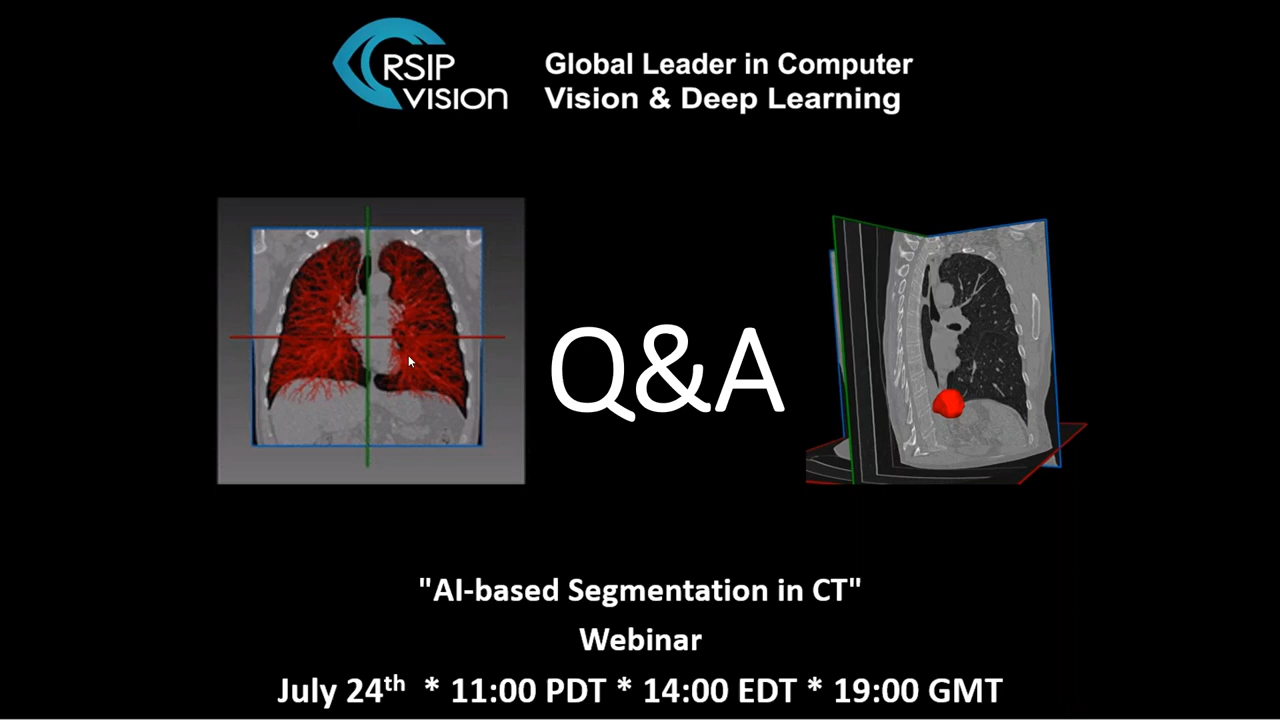 RSIP
VISION
Global Leader in Computer
Vision & Deep Learning
Q&A
"AI-based Segmentation in CT"
Webinar
July 24th * 11:00 PDT * 14:00 EDT * 19:00 GMT